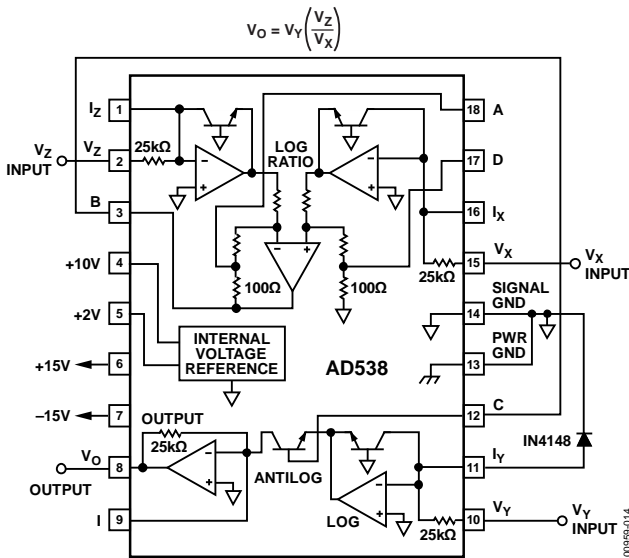 V_O = V_Y(V_Z/V_X)
I_Z 1
18 A
V_Z INPUT
V_Z 2
25kΩ
LOG RATIO
17 D
B 3
16 I_X
+10V 4
V_X
15
V_X INPUT
25kΩ
100Ω
100Ω
SIGNAL GND
14
+2V 5
INTERNAL VOLTAGE REFERENCE
AD538
PWR GND
13
+15V 6
–15V 7
12 C
OUTPUT
25kΩ
V_O 8
OUTPUT
ANTILOG
LOG
I_Y
11
IN4148
I 9
25kΩ
V_Y
10
V_Y INPUT
00959-014